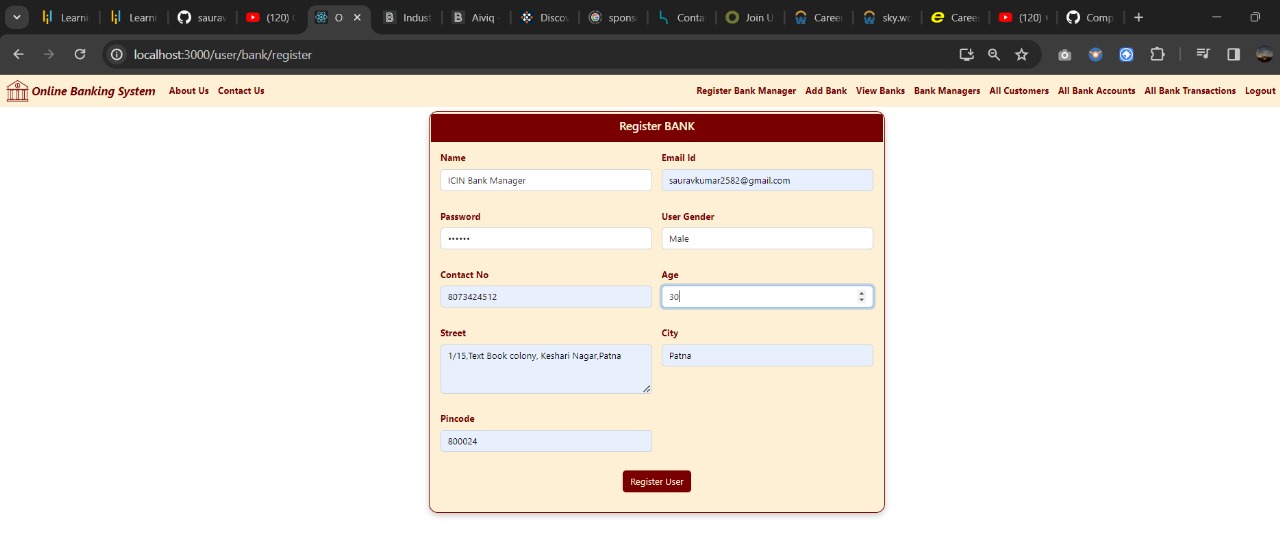 Learni
Learni
saurav
(120)
O
Indust
Aiviq
Discov
spons
Conta
Join U
Career
sky.wo
Caree
(120)
Comp
localhost:3000/user/bank/register
Online Banking System About Us Contact Us Register Bank Manager Add Bank View Banks Bank Managers All Customers All Bank Accounts All Bank Transactions Logout
Register BANK
Name Email Id
ICIN Bank Manager sauravkumar2582@gmail.com
Password User Gender
•••••• Male
Contact No Age
8073424512 30
Street City
1/15,Text Book colony, Keshari Nagar,Patna Patna
Pincode
800024
Register User